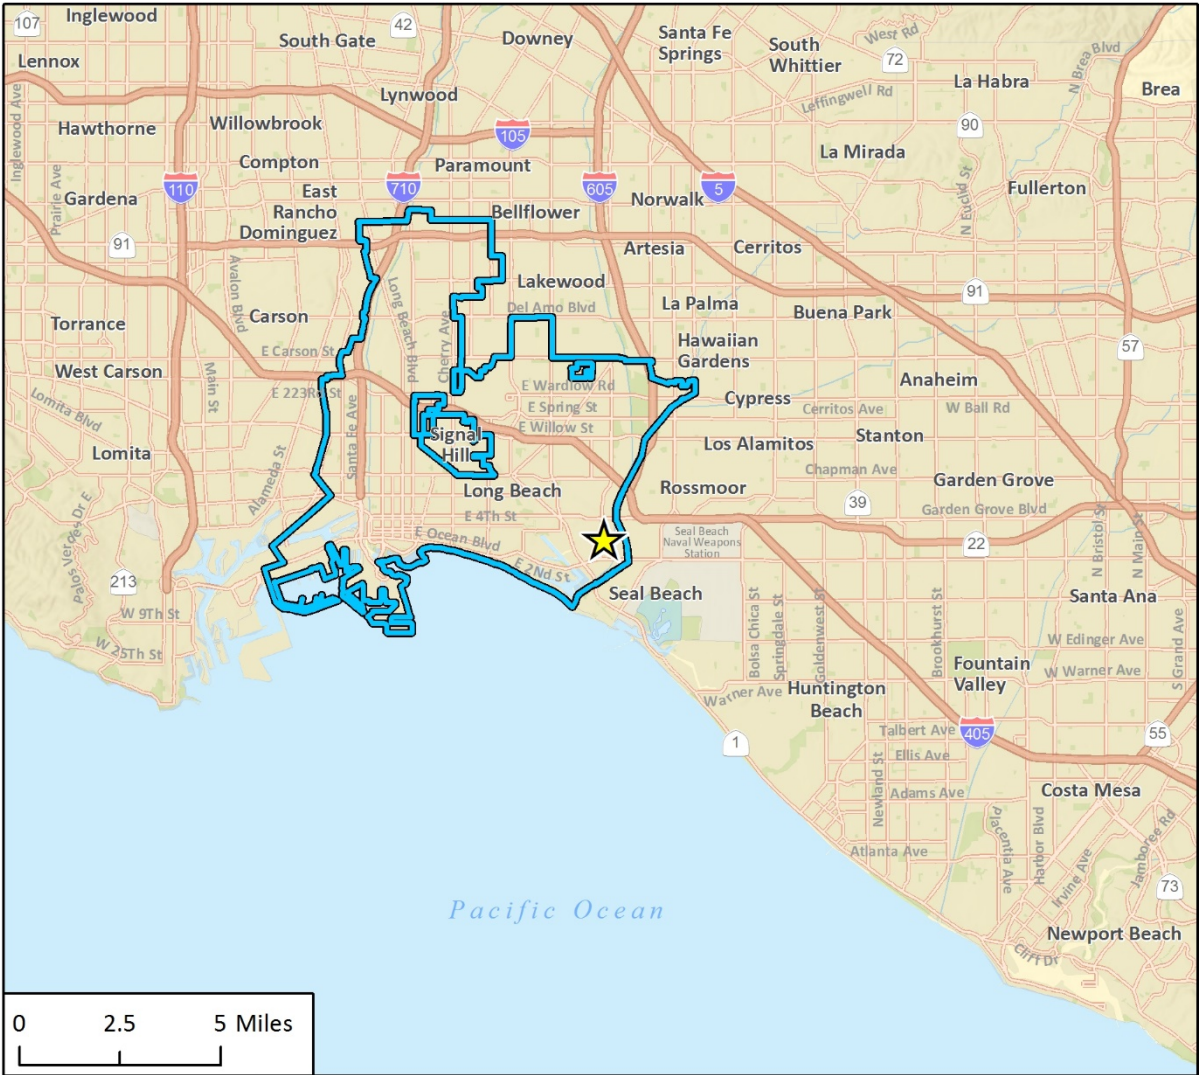 107
Inglewood
42
South Gate
Downey
Santa Fe
Springs
South
Whittier
West Rd
72
N Brea Blvd
Lennox
La Habra
Brea
Leffingwell Rd
Lynwood
Inglewood Ave
Hawthorne
Willowbrook
105
90
Compton
Paramount
La Mirada
Prairie Ave
Gardena
110
East
Rancho
Dominguez
710
605
5
Norwalk
Bellflower
N Euclid St
Fullerton
91
Artesia
Cerritos
Avalon Blvd
Long Beach Blvd
Lakewood
Del Amo Blvd
La Palma
91
Buena Park
Torrance
Carson
Cherry Ave
Hawaiian
Gardens
57
E Carson St
West Carson
Main St
E 223Rd St
E Wardlow Rd
Anaheim
Cypress
Lomita Blvd
E Spring St
Cerritos Ave
W Ball Rd
Santa Fe Ave
Signal
Hill
E Willow St
Los Alamitos
Stanton
Lomita
Alameda St
Chapman Ave
Long Beach
Rossmoor
Garden Grove
39
Garden Grove Blvd
Palos Verdes Dr E
E 4Th St
E Ocean Blvd
Seal Beach
Naval Weapons
Station
22
N Bristol St
N Main St
E 2Nd St
213
Seal Beach
Santa Ana
W 9Th St
W 25Th St
Bolsa Chica St
Springdale St
Goldenwest St
Brookhurst St
W Edinger Ave
S Grand Ave
Fountain
Valley
W Warner Ave
Warner Ave
Huntington
Beach
1
Talbert Ave
405
55
Ellis Ave
Newland St
Adams Ave
Costa Mesa
Placentia Ave
Harbor Blvd
Jamboree Rd
Atlanta Ave
Irvine Ave
73
Pacific Ocean
Newport Beach
Cliff Dr
0 2.5 5 Miles